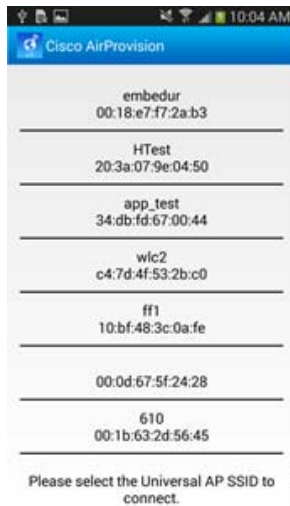 10:04 AM
Cisco AirProvision
embedur
00:18:e7:f7:2a:b3
HTest
20:3a:07:9e:04:50
app_test
34:db:fd:67:00:44
wlc2
c4:7d:4f:53:2b:c0
ff1
10:bf:48:3c:0a:fe
00:0d:67:5f:24:28
610
00:1b:63:2d:56:45
Please select the Universal AP SSID to
connect.